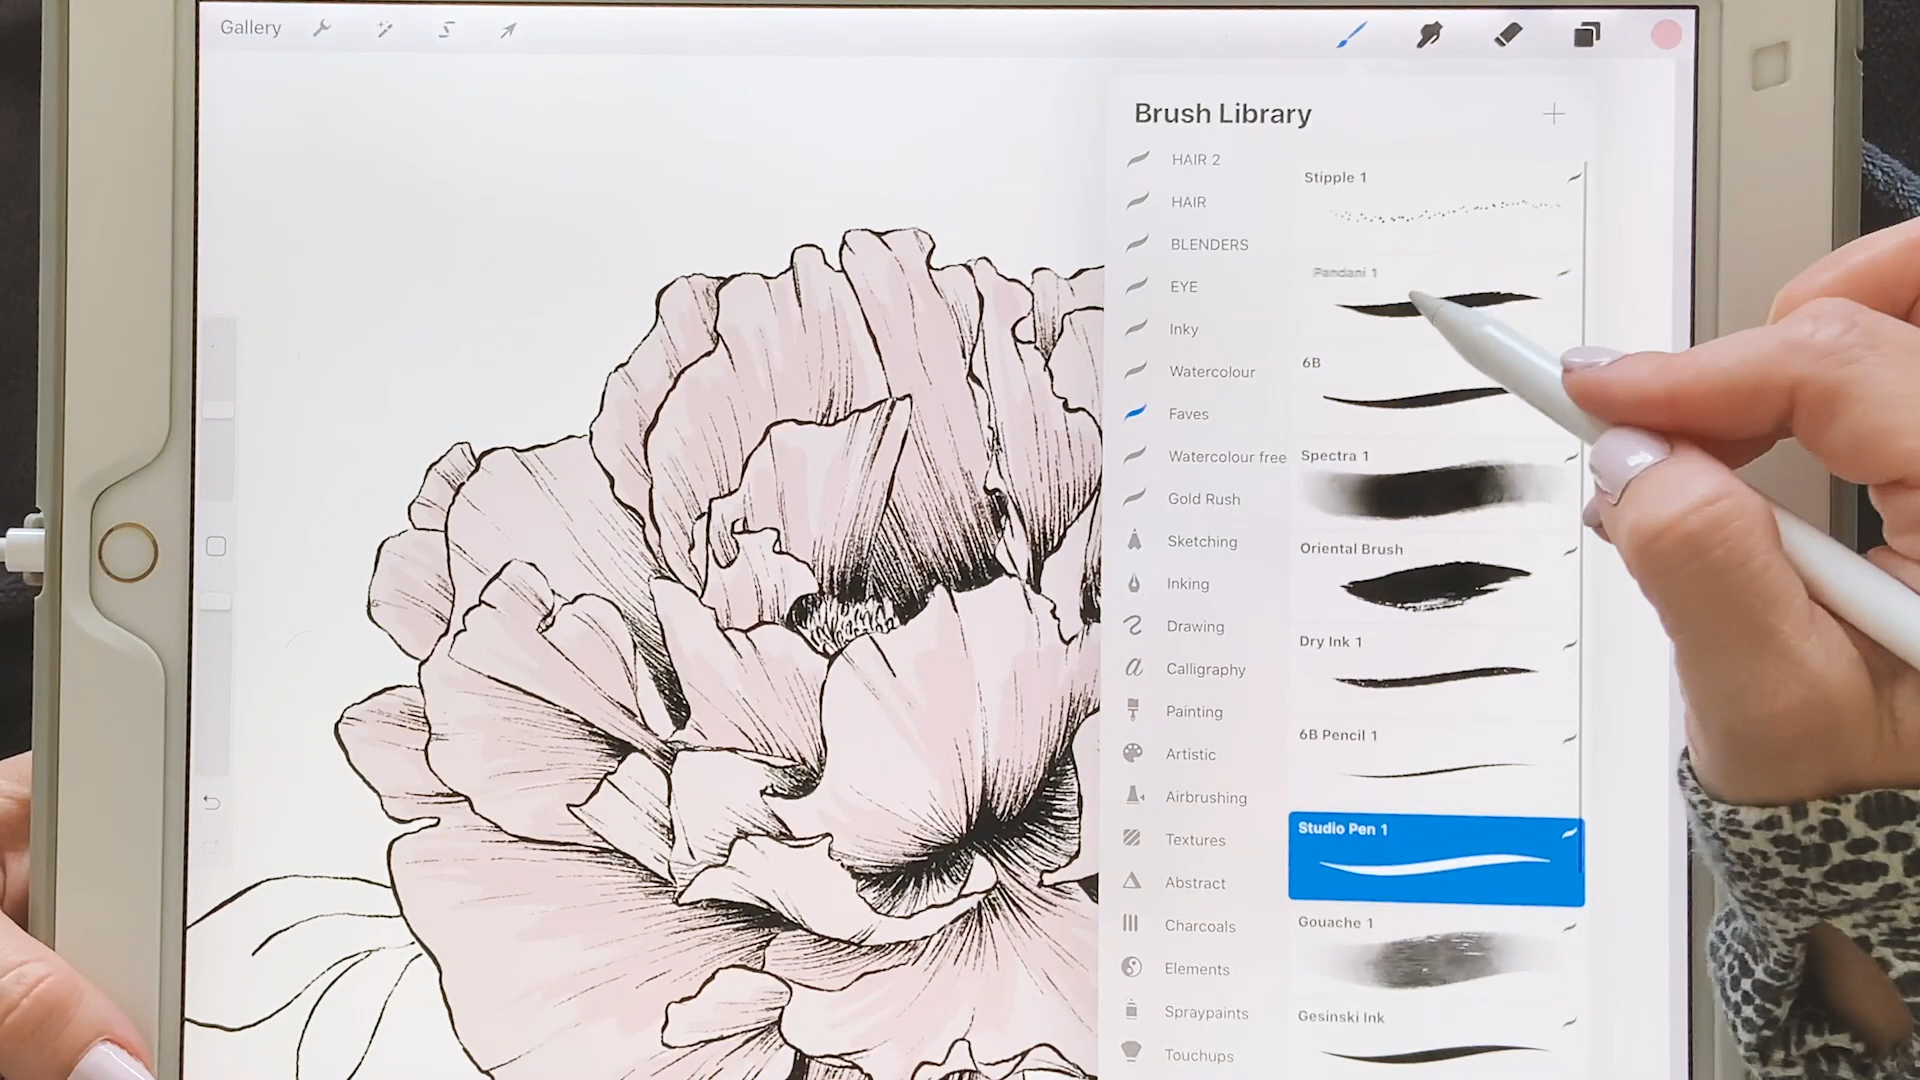 Gallery
Brush Library
HAIR 2
HAIR
BLENDERS
EYE
Inky
Watercolour
Faves
Watercolour free
Gold Rush
Sketching
Inking
Drawing
Calligraphy
Painting
Artistic
Airbrushing
Textures
Abstract
Charcoals
Elements
Spraypaints
Touchups
Stipple 1
Pandani 1
6B
Spectra 1
Oriental Brush
Dry Ink 1
6B Pencil 1
Studio Pen 1
Gouache 1
Gesinski Ink